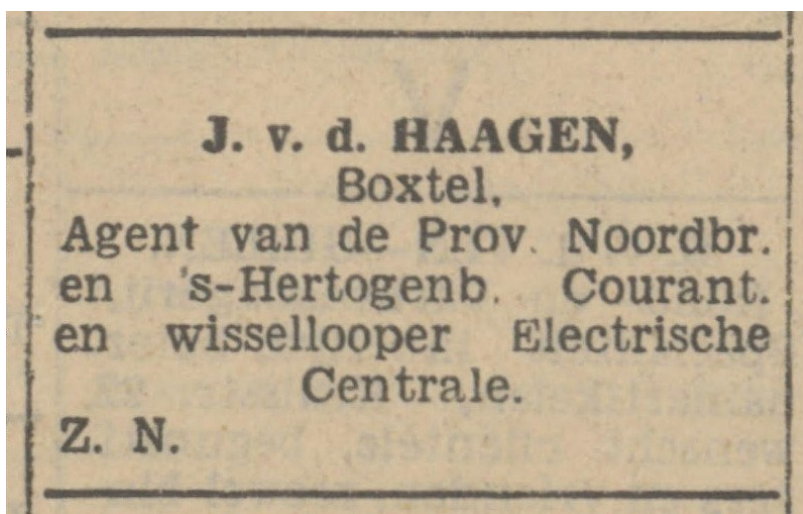 J. v. d. HAAGEN,
Boxtel.
Agent van de Prov. Noordbr.
en 's-Hertogenb. Courant.
en wissellooper Electrische
Centrale.
Z. N.